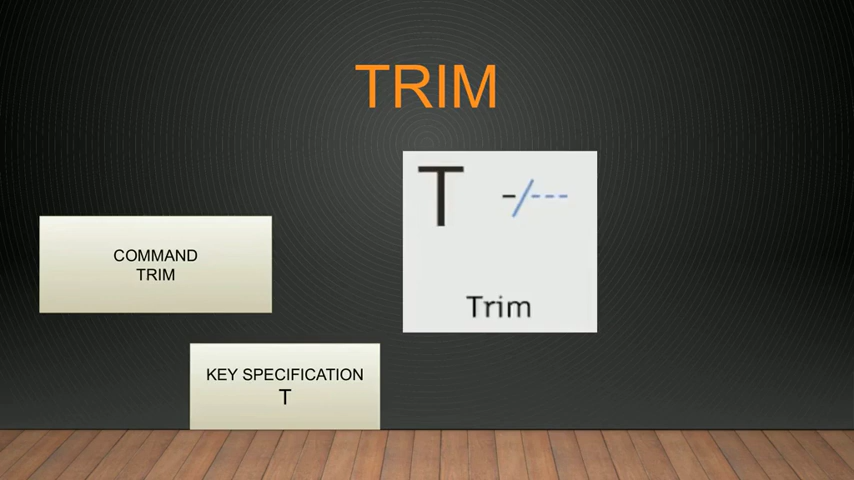 TRIM
COMMAND
TRIM
KEY SPECIFICATION
T
T
Trim